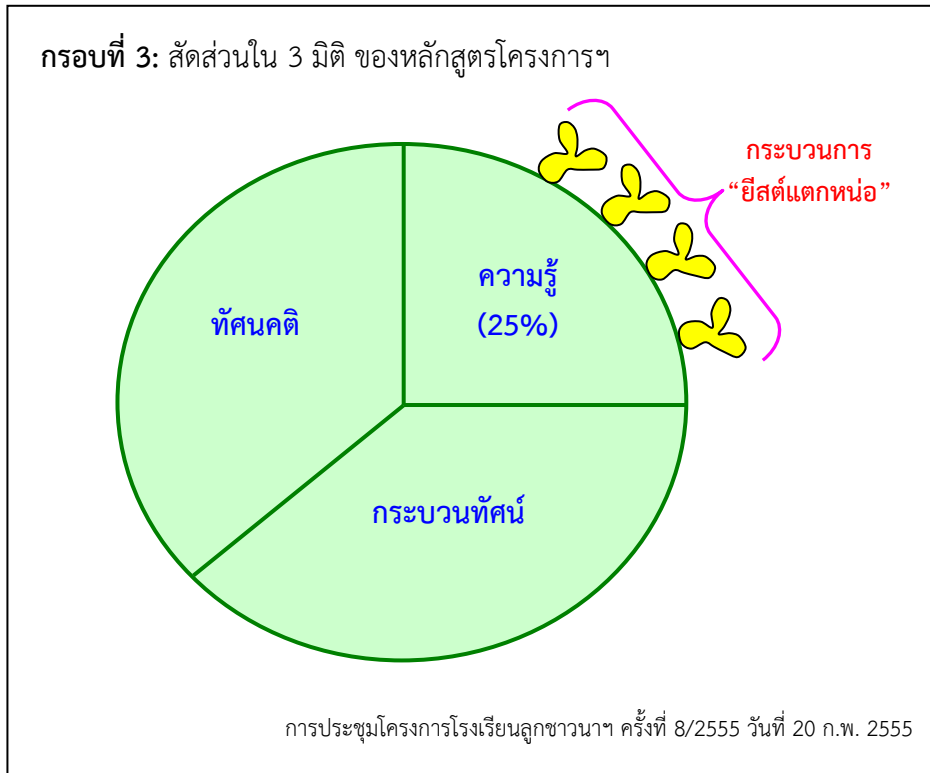 กรอบที่ 3: สัดส่วนใน 3 มิติ ของหลักสูตรโครงการฯ
กระบวนการ
“ยีสต์แตกหน่อ”
ความรู้
(25%)
ทัศนคติ
กระบวนทัศน์
การประชุมโครงการโรงเรียนลูกชาวนาฯ ครั้งที่ 8/2555 วันที่ 20 ก.พ. 2555